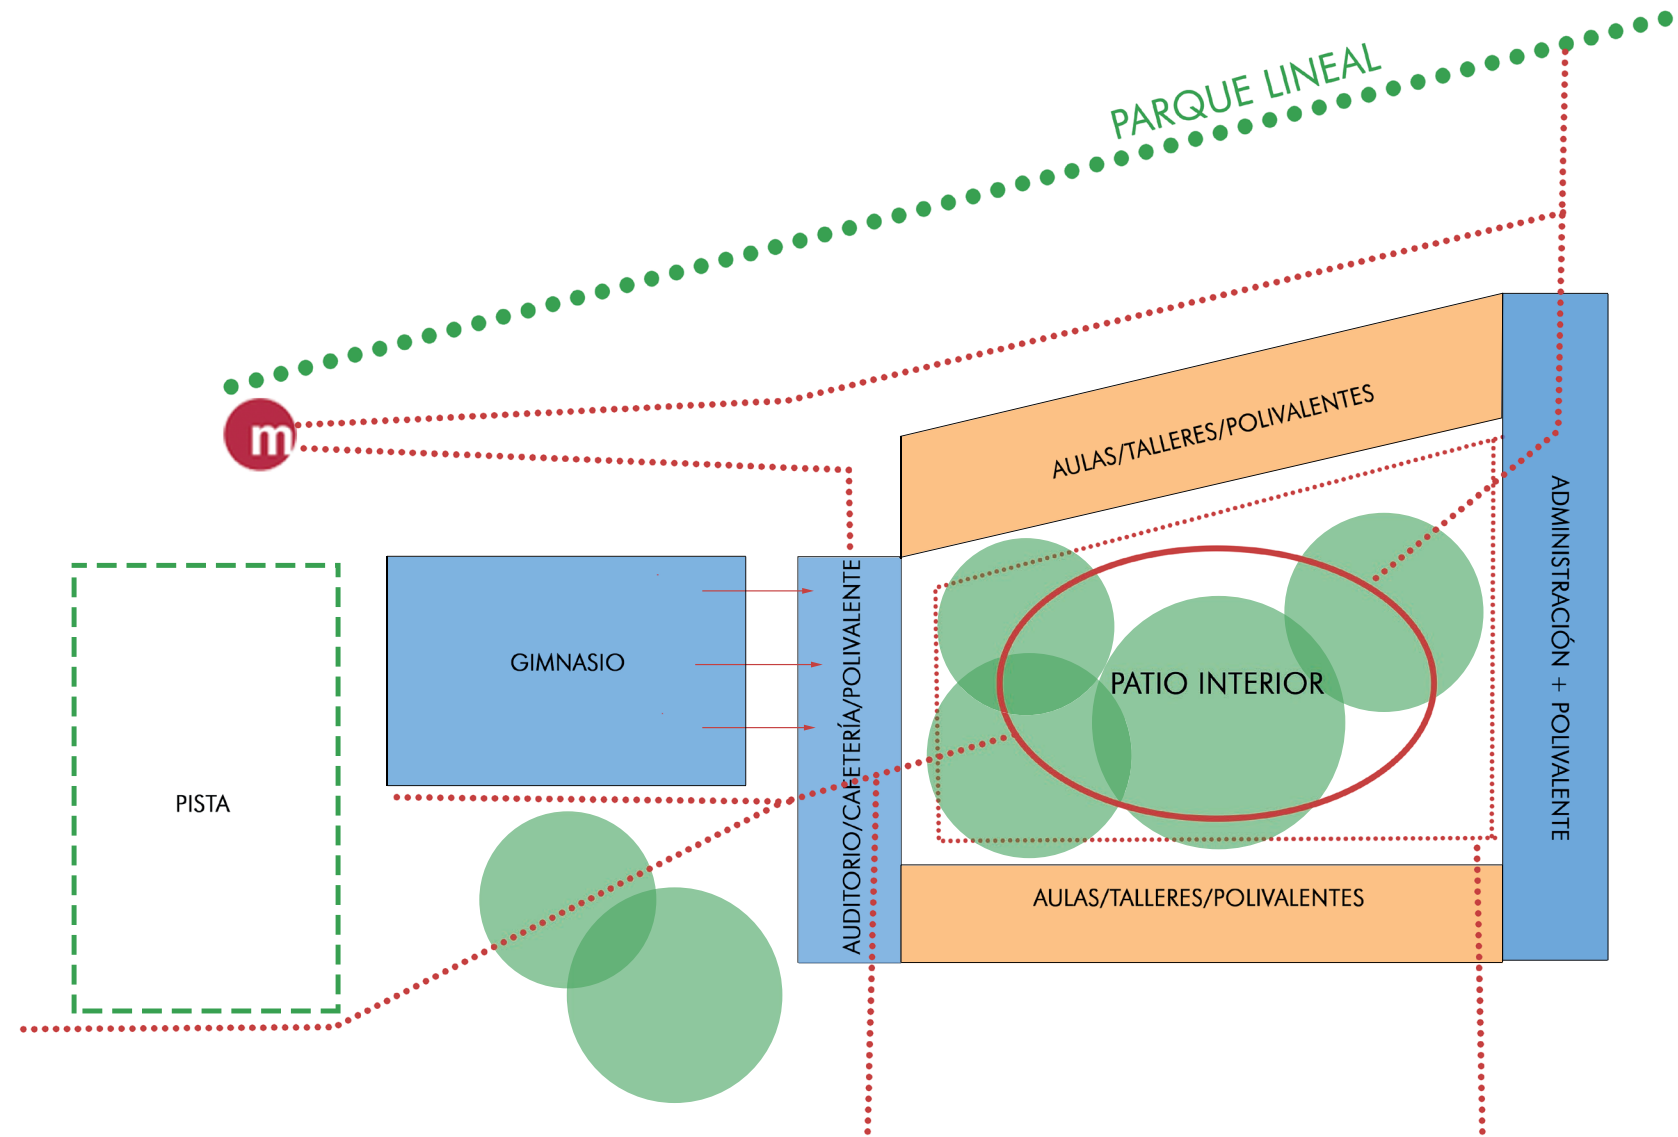 PARQUE LINEAL
m
AULAS/TALLERES/POLIVALENTES
GIMNASIO
AUDITORIO/CAFETERÍA/POLIVALENTE
PATIO INTERIOR
ADMINISTRACIÓN + POLIVALENTE
PISTA
AULAS/TALLERES/POLIVALENTES